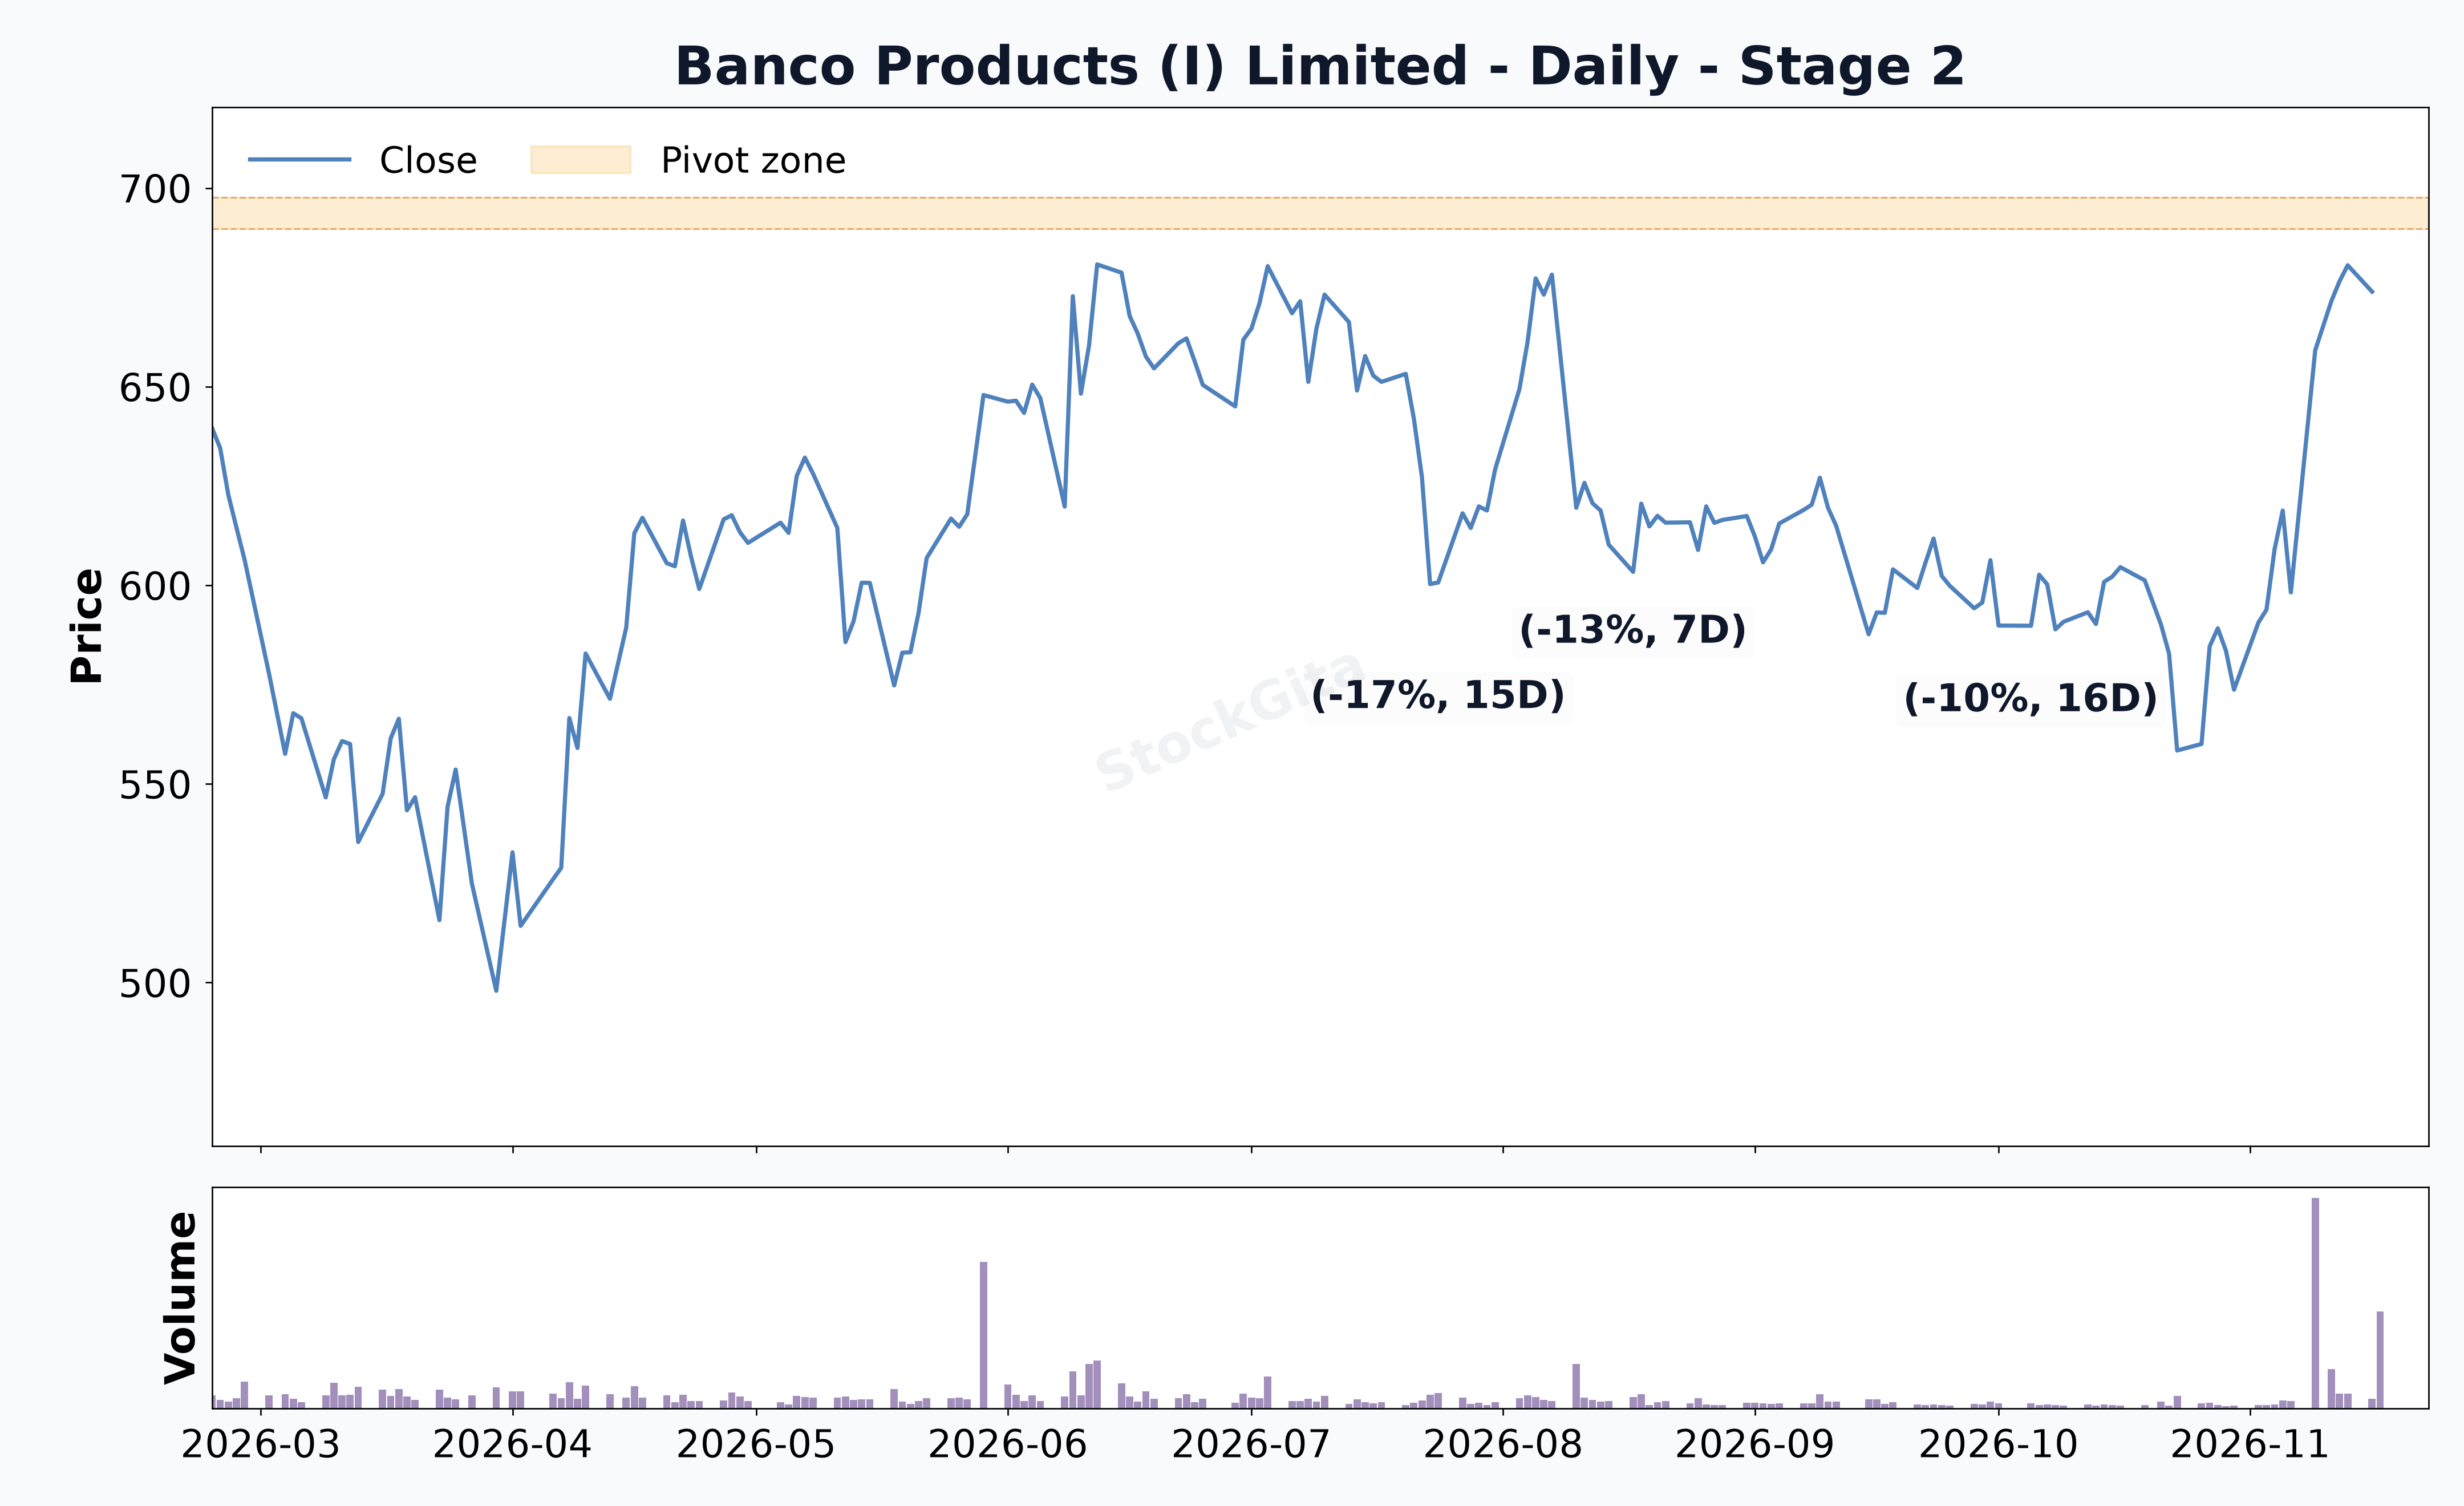 Banco Products (I) Limited - Daily - Stage 2
Close
Pivot zone
700
650
600
550
500
Price
(-13%, 7D)
(-17%, 15D)
(-10%, 16D)
StockGita
Volume
2026-03
2026-04
2026-05
2026-06
2026-07
2026-08
2026-09
2026-10
2026-11